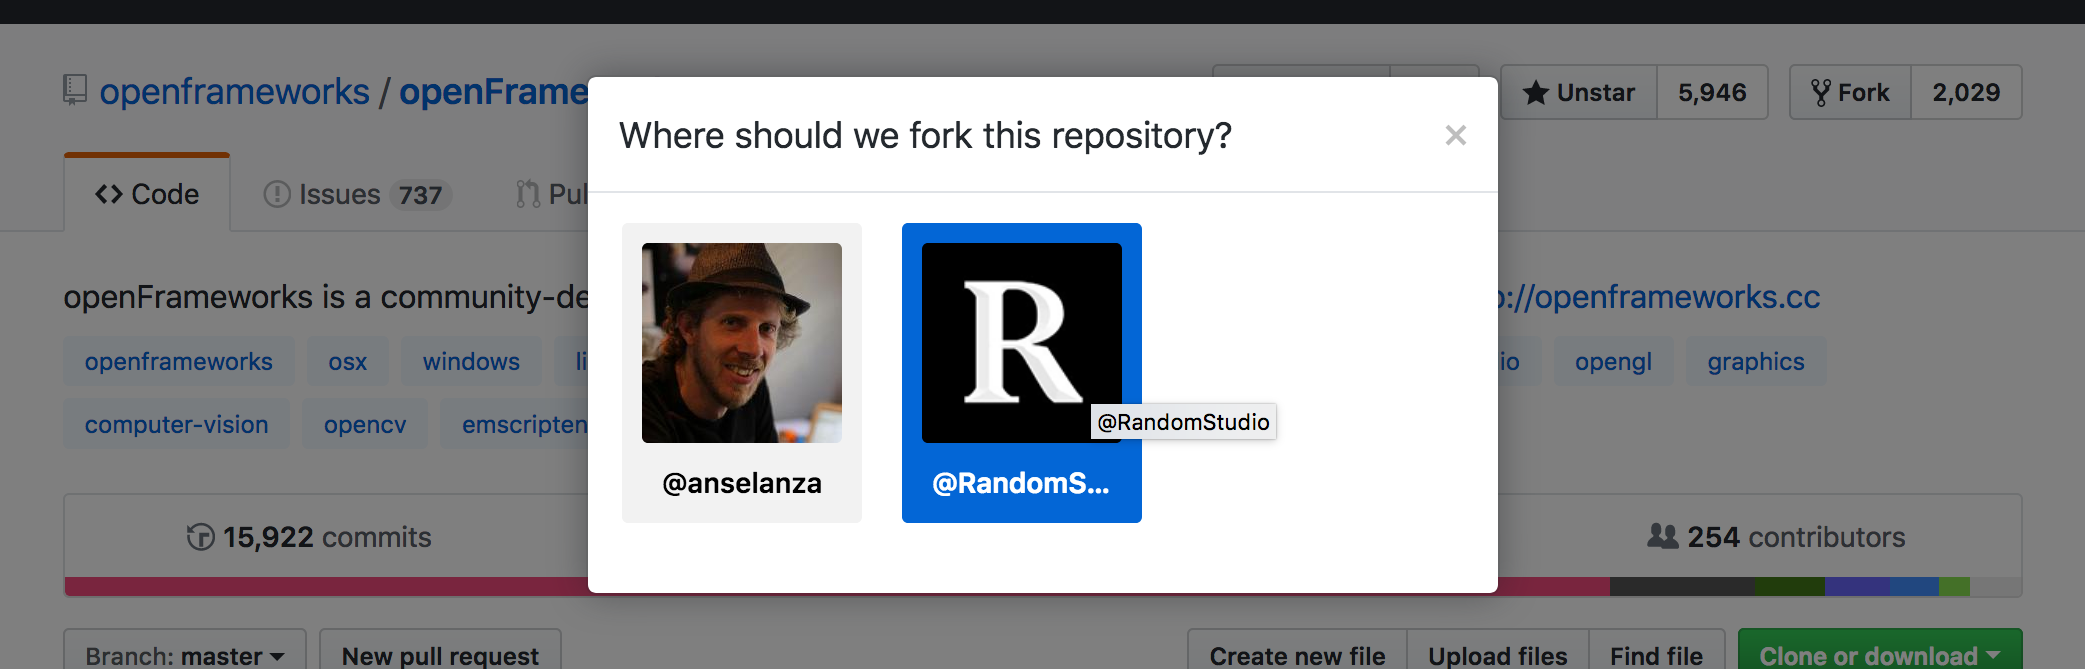 openframeworks / openFrame
Unstar 5,946
Fork 2,029
Where should we fork this repository?
×
Code
Issues 737
Pul
openFrameworks is a community-de
://openframeworks.cc
openframeworks osx windows li
io opengl graphics
computer-vision opencv emscripten
R
@RandomStudio
@anselanza
@RandomS...
15,922 commits
254 contributors
Branch: master
New pull request
Create new file
Upload files
Find file
Clone or download